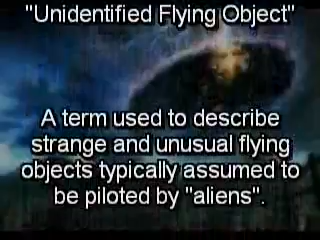 "Unidentified Flying Object"
A term used to describe
strange and unusual flying
objects typically assumed to
be piloted by "aliens".